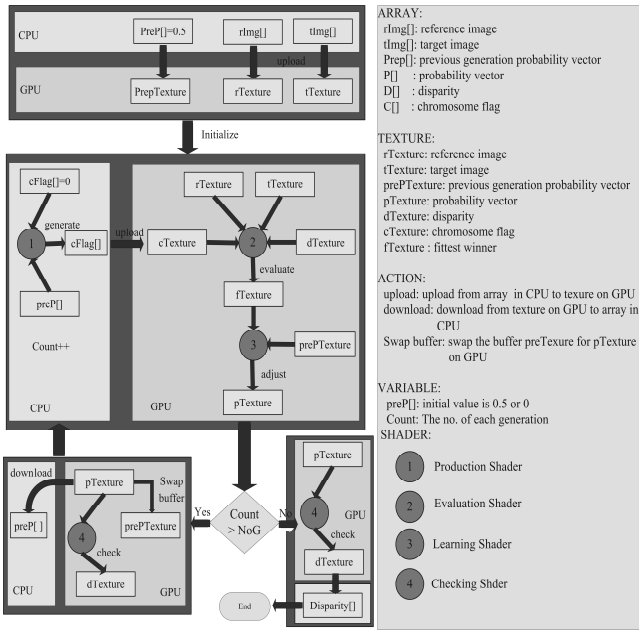 CPU
PreP[]=0.5
rImg[]
tImg[]
upload
GPU
PrepTexture
rTexture
tTexture
Initialize
cFlag[]=0
generate
1
cFlag[]
upload
prcP[]
Count++
CPU
rTexture
tTexture
cTexture
2
dTexture
evaluate
fTexture
3
prePTexture
adjust
pTexture
GPU
download
pTexture
Swap
buffer
preP[ ]
4
prePTexture
check
dTexture
CPU
GPU
Yes
Count
> NoG
No
pTcxturc
GPU
4
check
dTexture
Disparity[]
End
ARRAY:
rImg[]: reference image
tImg[]: target image
Prep[]: previous generation probability vector
P[] : probability vector
D[] : disparity
C[] : chromosome flag
TEXTURE:
rTexture: reference image
tTexture: target image
prePTexture: previous generation probability vector
pTexture: probability vector
dTexture: disparity
cTexture: chromosome flag
fTexture : fittest winner
ACTION:
upload: upload from array in CPU to texure on GPU
download: download from texture on GPU to array in
CPU
Swap buffer: swap the buffer preTexure for pTexture
on GPU
VARIABLE:
preP[]: initial value is 0.5 or 0
Count: The no. of each generation
SHADER:
1 Production Shader
2 Evaluation Shader
3 Learning Shader
4 Checking Shder